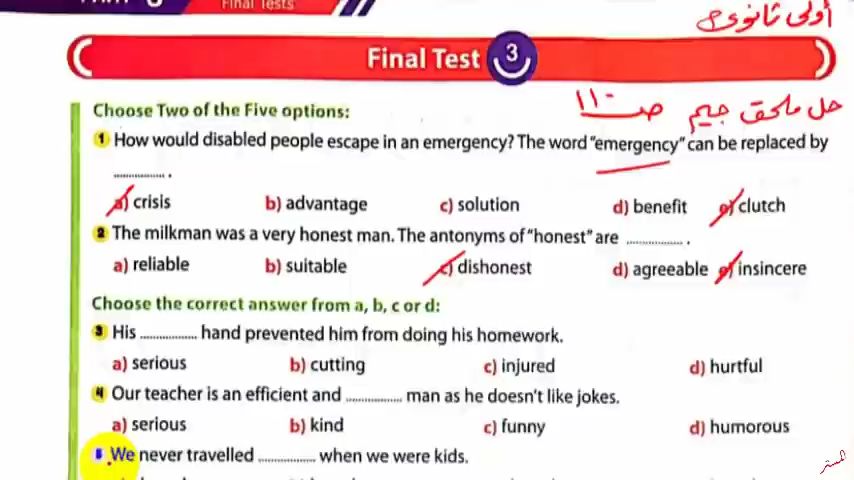 Final Tests
أولى ثانوى
Final Test 3
حل ملحق جيم ص ١١٠
Choose Two of the Five options:
1 How would disabled people escape in an emergency? The word "emergency" can be replaced by
.............. .
a) crisis b) advantage c) solution d) benefit e) clutch
2 The milkman was a very honest man. The antonyms of "honest" are .............. .
a) reliable b) suitable c) dishonest d) agreeable e) insincere
Choose the correct answer from a, b, c or d:
3 His .............. hand prevented him from doing his homework.
a) serious b) cutting c) injured d) hurtful
4 Our teacher is an efficient and .............. man as he doesn't like jokes.
a) serious b) kind c) funny d) humorous
5 We never travelled .............. when we were kids.